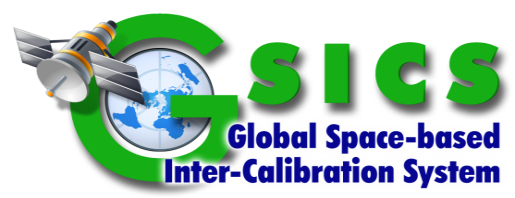 GSICS
Global Space-based
Inter-Calibration System